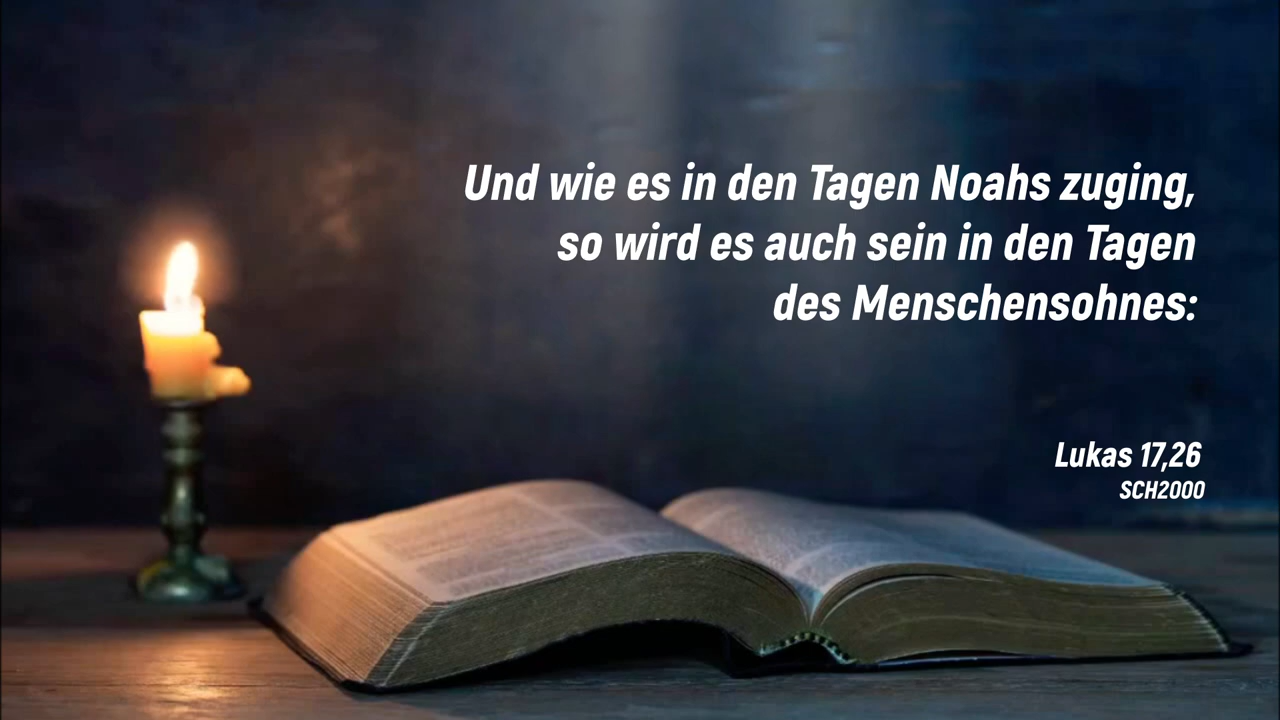 Und wie es in den Tagen Noahs zuging,
so wird es auch sein in den Tagen
des Menschensohnes:
Lukas 17,26
SCH2000